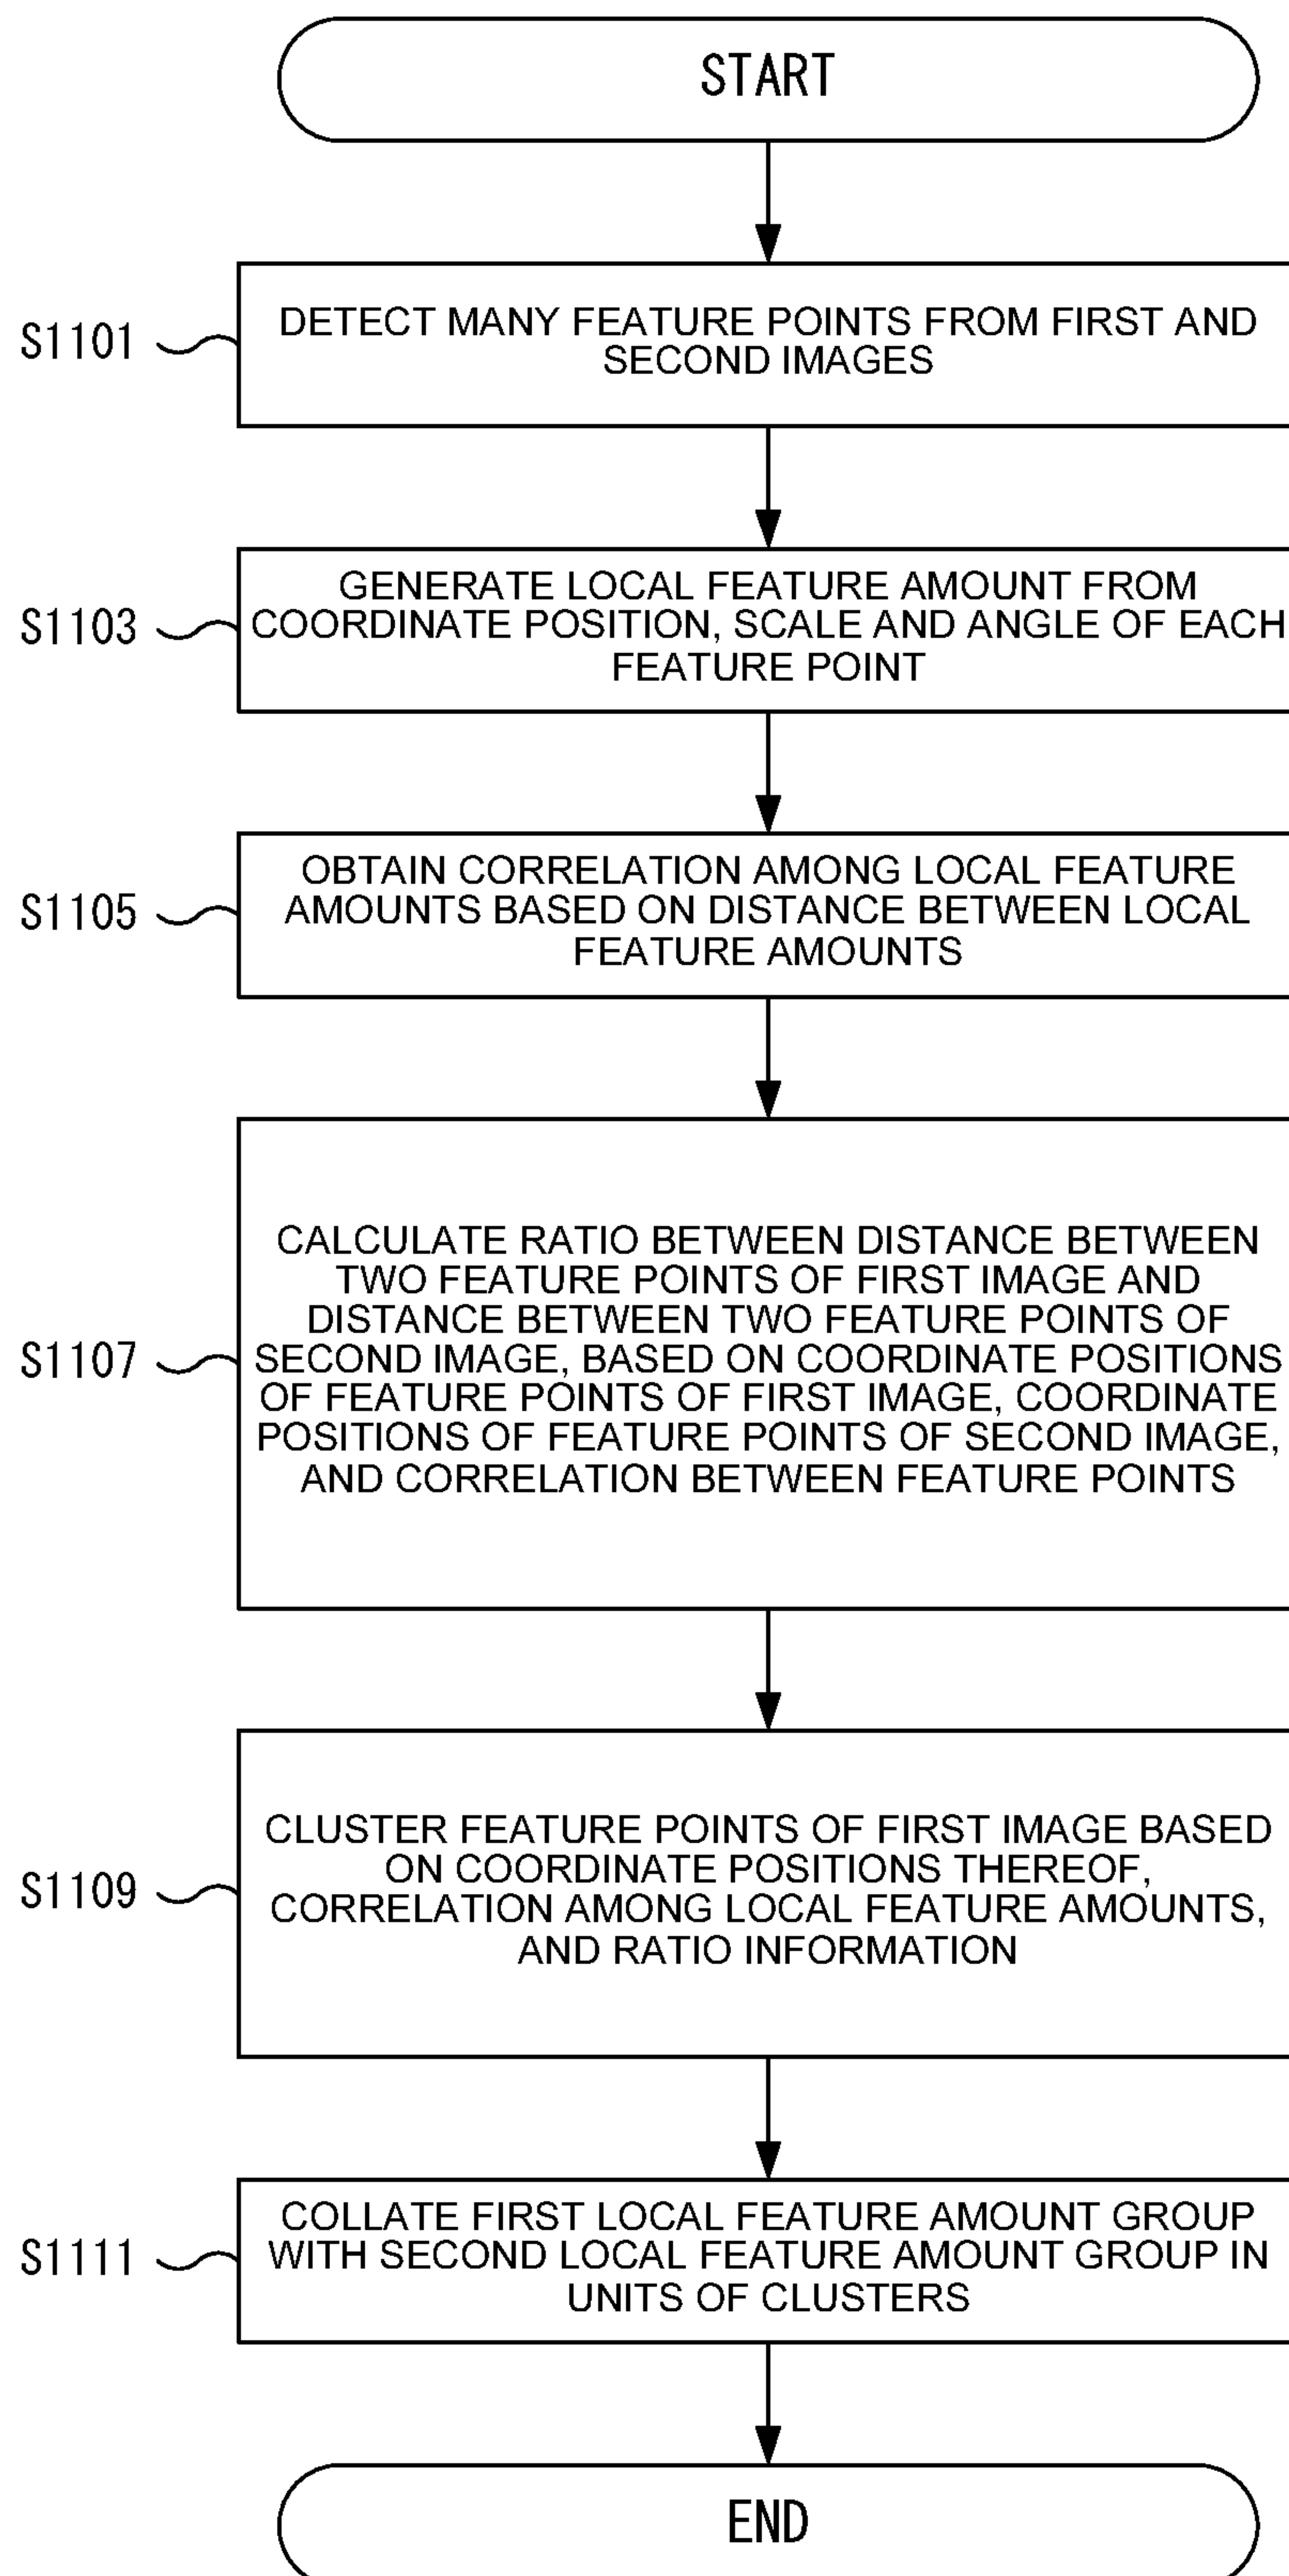 START
S1101
DETECT MANY FEATURE POINTS FROM FIRST AND
SECOND IMAGES
S1103
GENERATE LOCAL FEATURE AMOUNT FROM
COORDINATE POSITION, SCALE AND ANGLE OF EACH
FEATURE POINT
S1105
OBTAIN CORRELATION AMONG LOCAL FEATURE
AMOUNTS BASED ON DISTANCE BETWEEN LOCAL
FEATURE AMOUNTS
S1107
CALCULATE RATIO BETWEEN DISTANCE BETWEEN
TWO FEATURE POINTS OF FIRST IMAGE AND
DISTANCE BETWEEN TWO FEATURE POINTS OF
SECOND IMAGE, BASED ON COORDINATE POSITIONS
OF FEATURE POINTS OF FIRST IMAGE, COORDINATE
POSITIONS OF FEATURE POINTS OF SECOND IMAGE,
AND CORRELATION BETWEEN FEATURE POINTS
S1109
CLUSTER FEATURE POINTS OF FIRST IMAGE BASED
ON COORDINATE POSITIONS THEREOF,
CORRELATION AMONG LOCAL FEATURE AMOUNTS,
AND RATIO INFORMATION
S1111
COLLATE FIRST LOCAL FEATURE AMOUNT GROUP
WITH SECOND LOCAL FEATURE AMOUNT GROUP IN
UNITS OF CLUSTERS
END